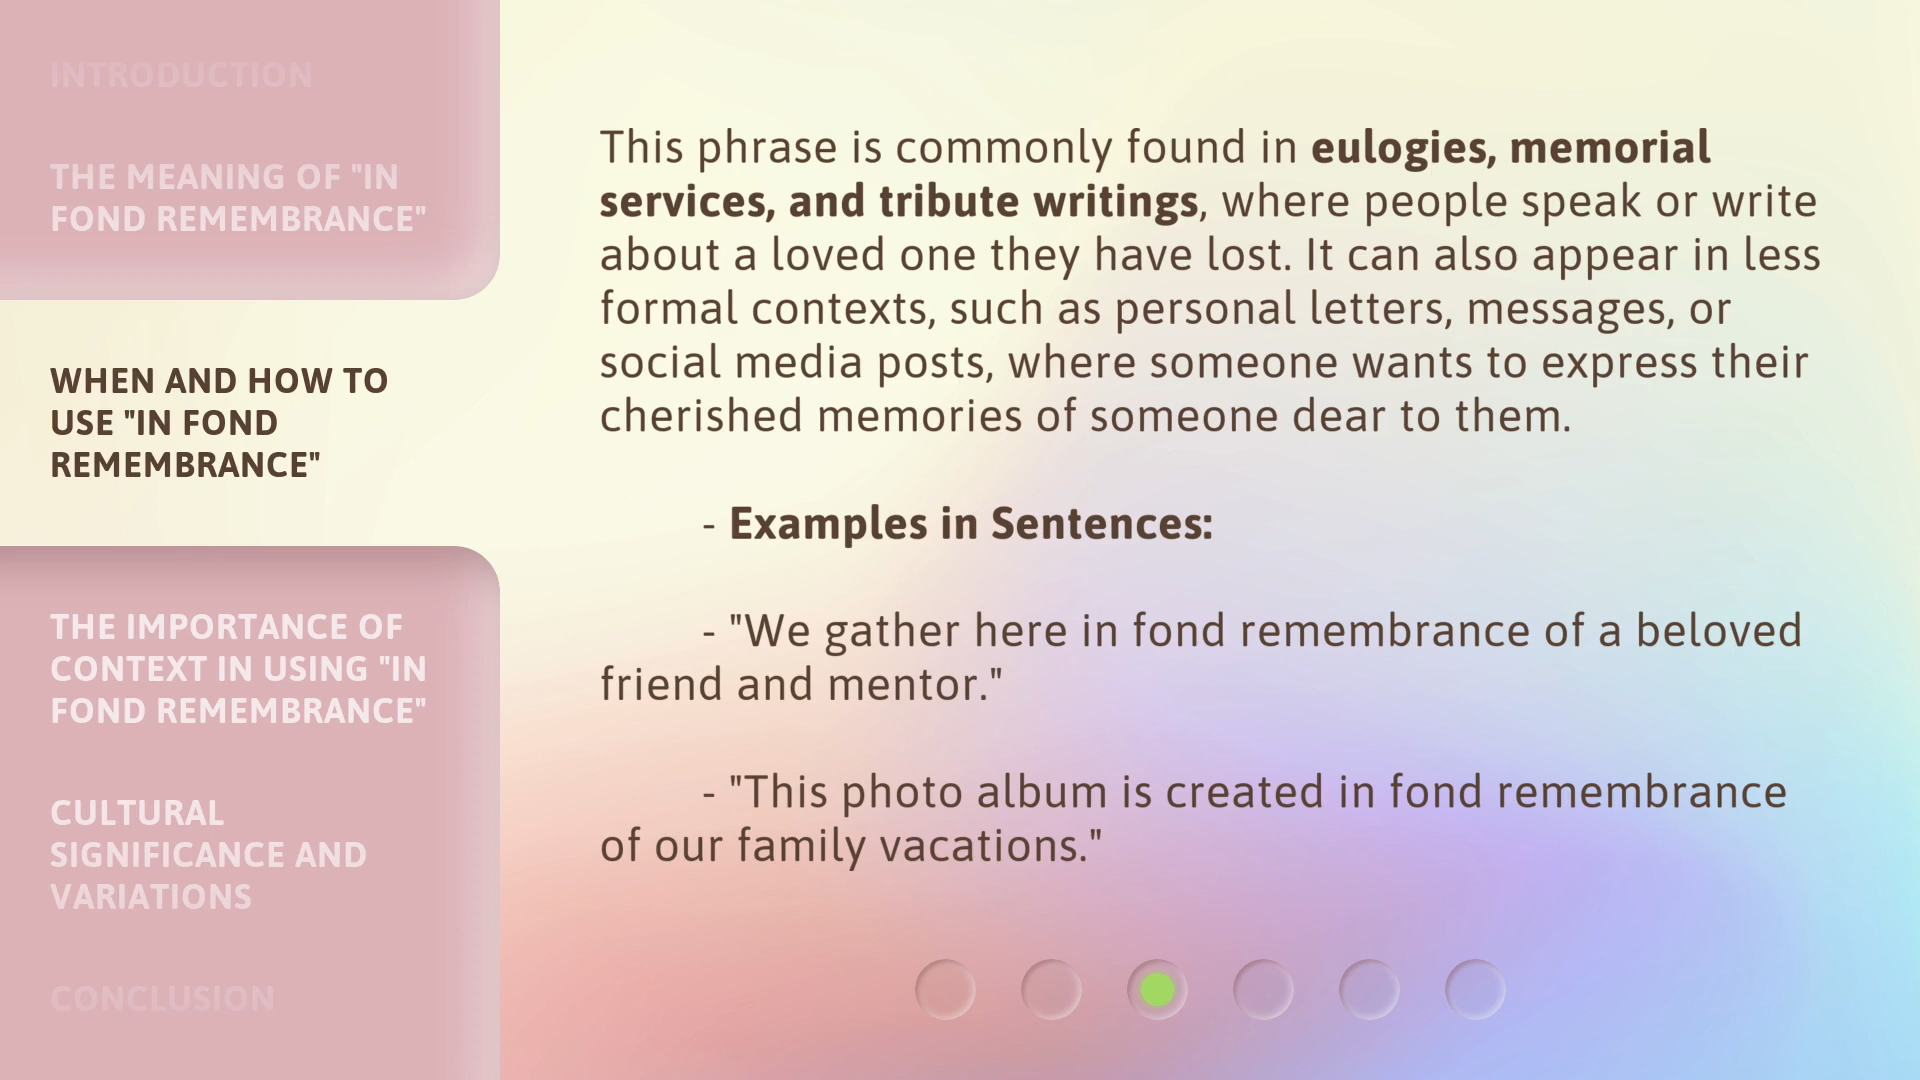 INTRODUCTION
THE MEANING OF "IN
FOND REMEMBRANCE"
WHEN AND HOW TO
USE "IN FOND
REMEMBRANCE"
THE IMPORTANCE OF
CONTEXT IN USING "IN
FOND REMEMBRANCE"
CULTURAL
SIGNIFICANCE AND
VARIATIONS
CONCLUSION
This phrase is commonly found in eulogies, memorial
services, and tribute writings, where people speak or write
about a loved one they have lost. It can also appear in less
formal contexts, such as personal letters, messages, or
social media posts, where someone wants to express their
cherished memories of someone dear to them.
- Examples in Sentences:
- "We gather here in fond remembrance of a beloved
friend and mentor."
- "This photo album is created in fond remembrance
of our family vacations."